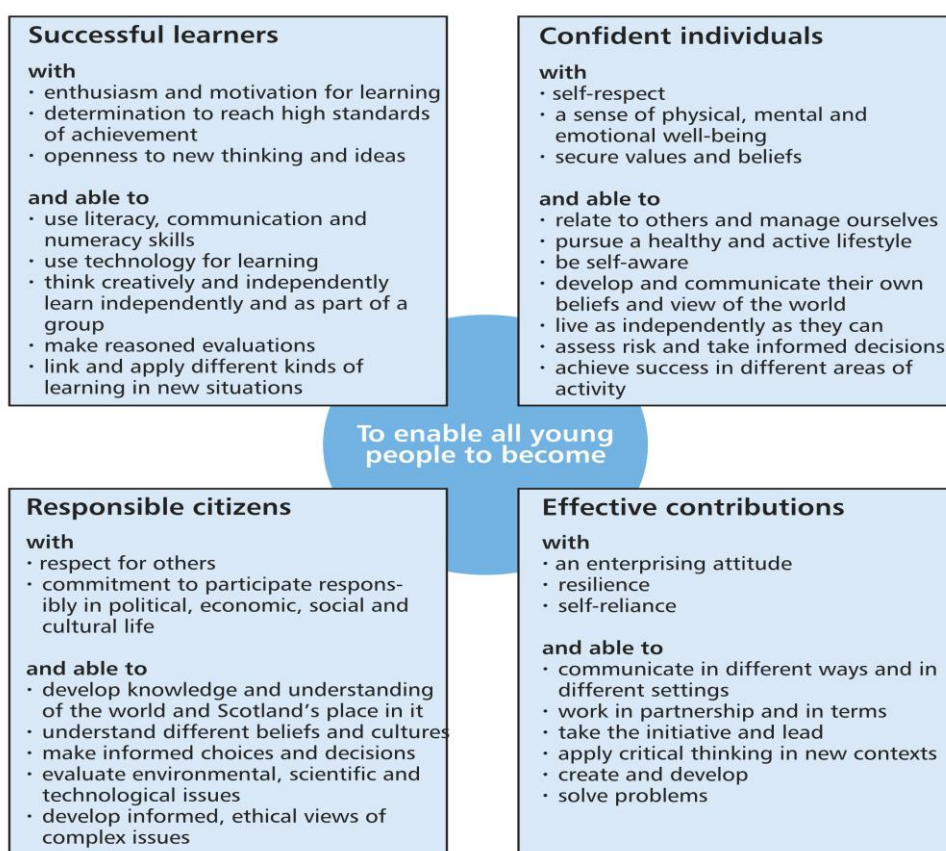 Successful learners
with
· enthusiasm and motivation for learning
· determination to reach high standards
of achievement
· openness to new thinking and ideas
and able to
· use literacy, communication and
numeracy skills
· use technology for learning
· think creatively and independently
learn independently and as part of a
group
· make reasoned evaluations
· link and apply different kinds of
learning in new situations
Confident individuals
with
· self-respect
· a sense of physical, mental and
emotional well-being
· secure values and beliefs
and able to
· relate to others and manage ourselves
· pursue a healthy and active lifestyle
· be self-aware
· develop and communicate their own
beliefs and view of the world
· live as independently as they can
· assess risk and take informed decisions
· achieve success in different areas of
activity
To enable all young
people to become
Responsible citizens
with
· respect for others
· commitment to participate respons-
ibly in political, economic, social and
cultural life
and able to
· develop knowledge and understanding
of the world and Scotland's place in it
· understand different beliefs and cultures
· make informed choices and decisions
· evaluate environmental, scientific and
technological issues
· develop informed, ethical views of
complex issues
Effective contributions
with
· an enterprising attitude
· resilience
· self-reliance
and able to
· communicate in different ways and in
different settings
· work in partnership and in terms
· take the initiative and lead
· apply critical thinking in new contexts
· create and develop
· solve problems